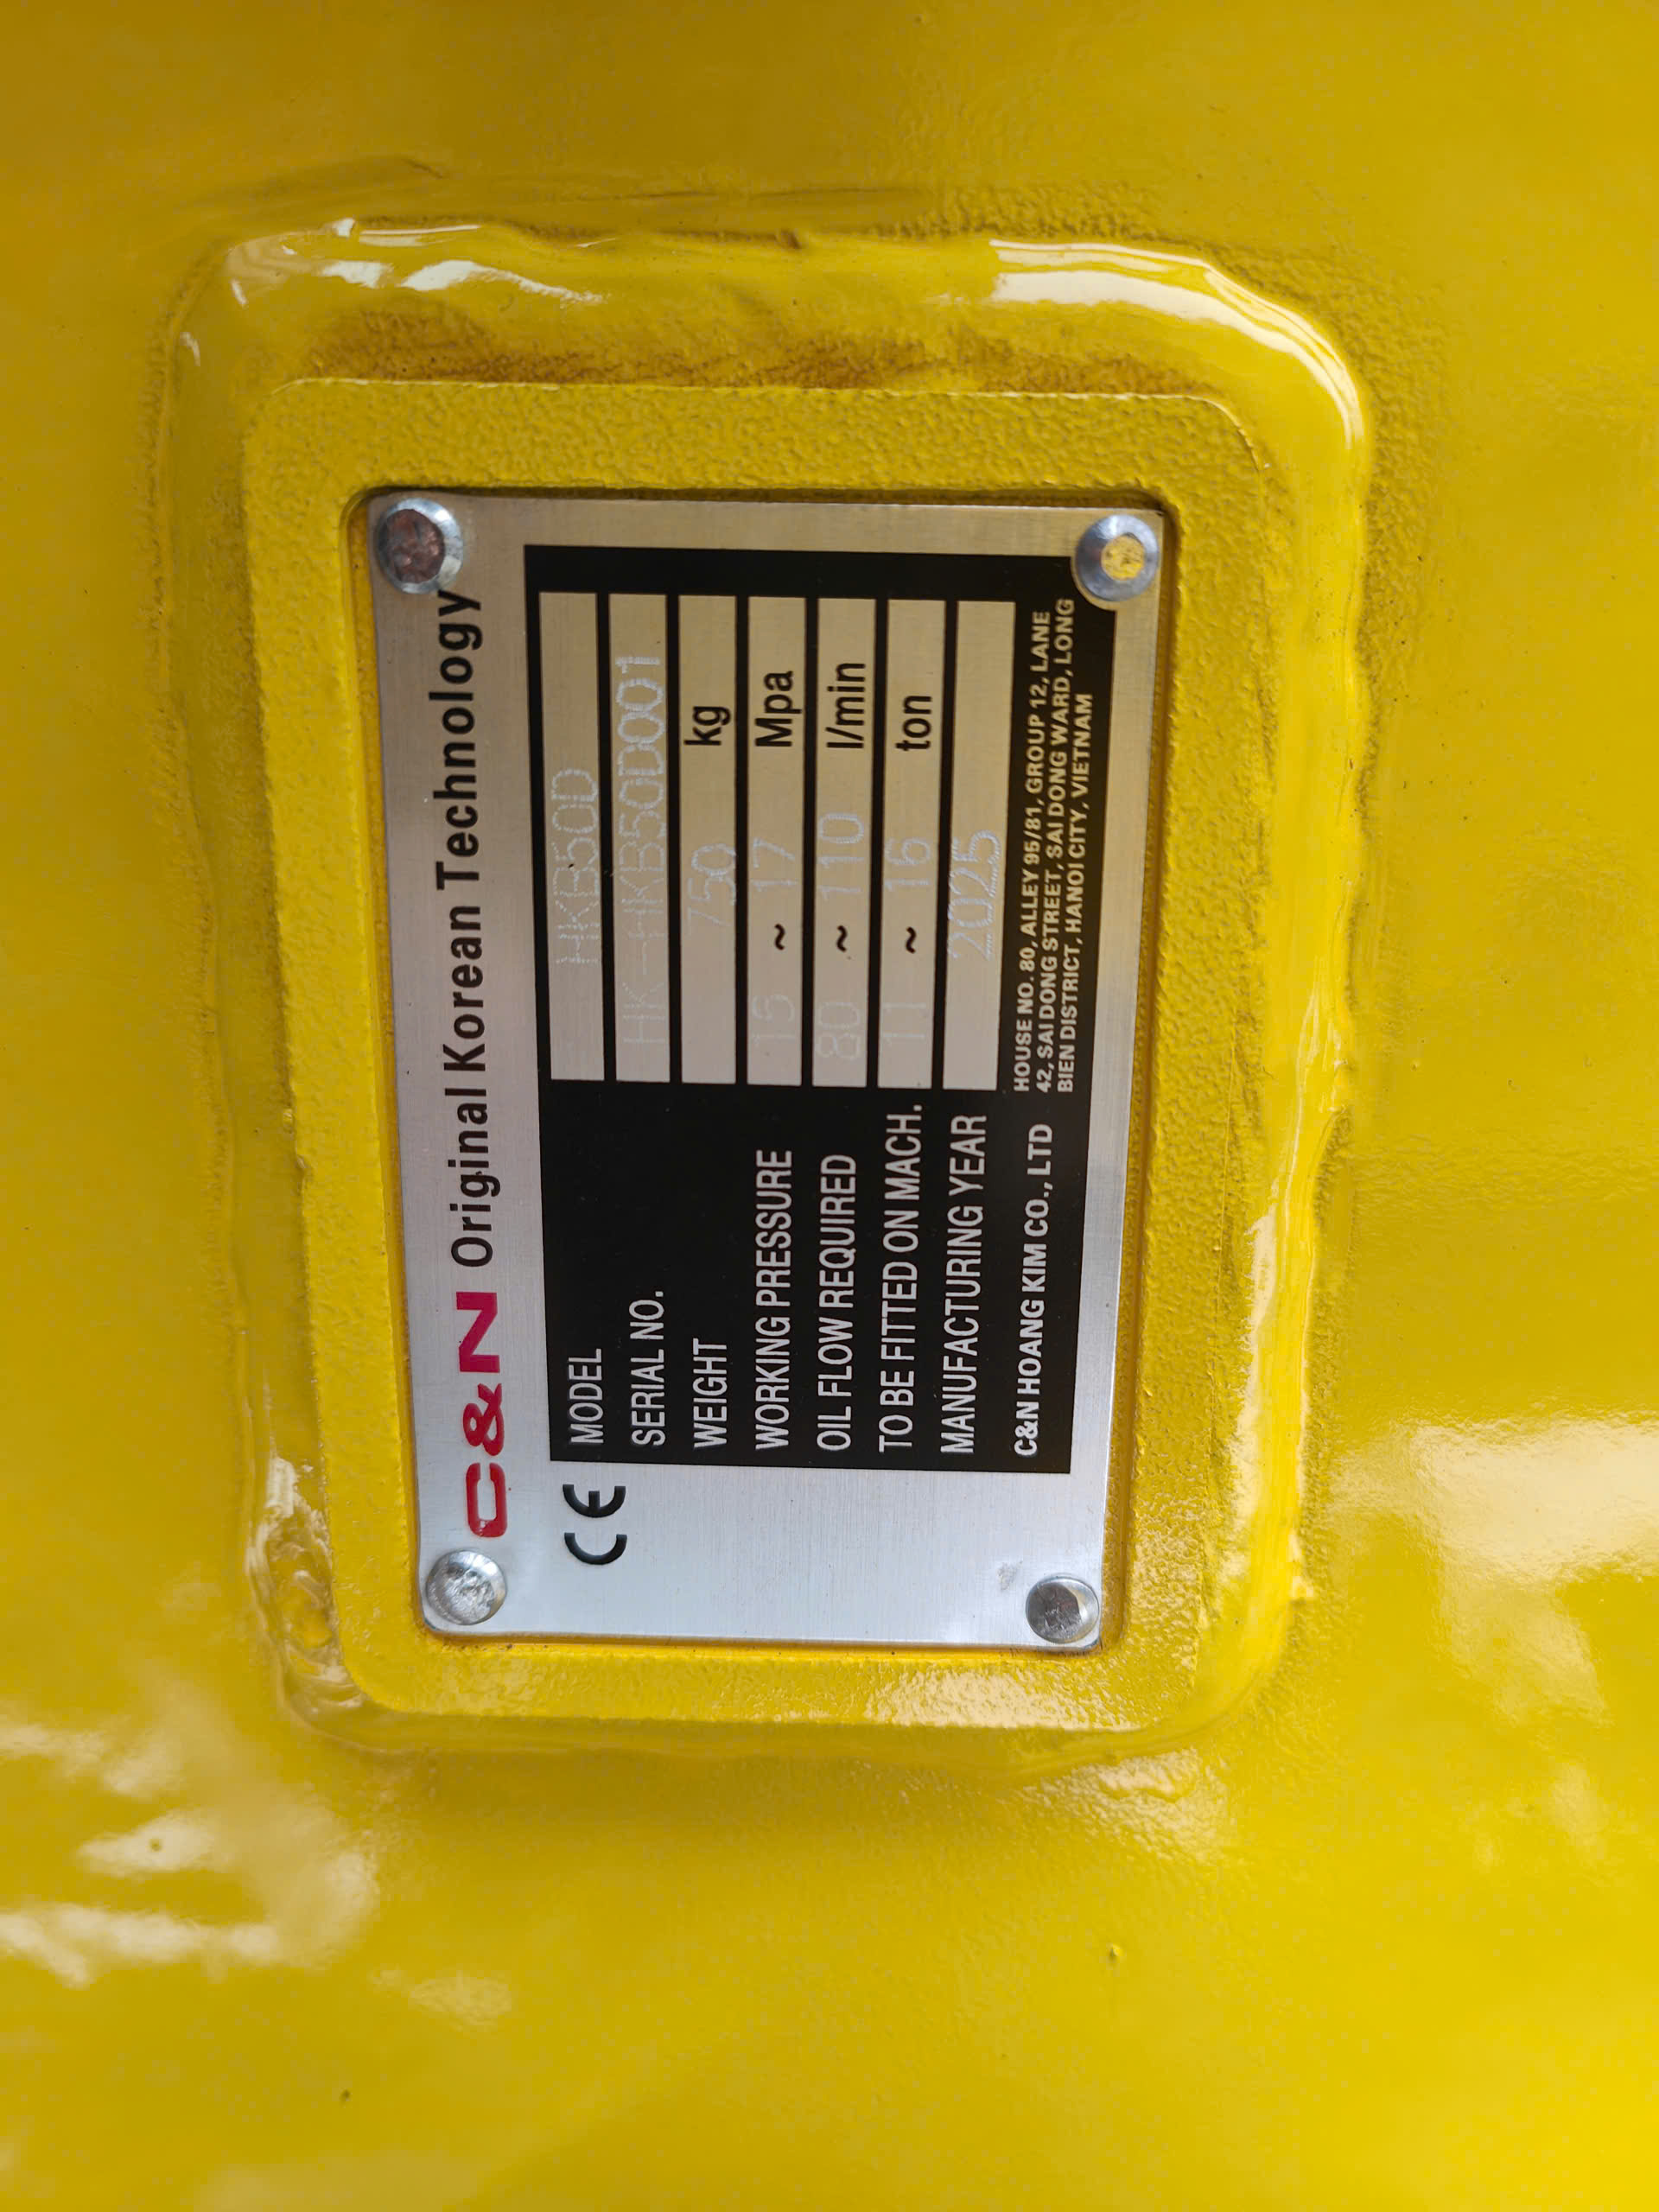 C&N Original Korean Technology
CE
MODEL HKB50D
SERIAL NO. HK-HKB50D001
WEIGHT 750 kg
WORKING PRESSURE 15 ~ 17 Mpa
OIL FLOW REQUIRED 80 ~ 110 l/min
TO BE FITTED ON MACH. 11 ~ 16 ton
MANUFACTURING YEAR 2025
C&N HOANG KIM CO., LTD
HOUSE NO. 80, ALLEY 95/81, GROUP 12, LANE
42, SAI DONG STREET, SAI DONG WARD, LONG
BIEN DISTRICT, HANOI CITY, VIETNAM